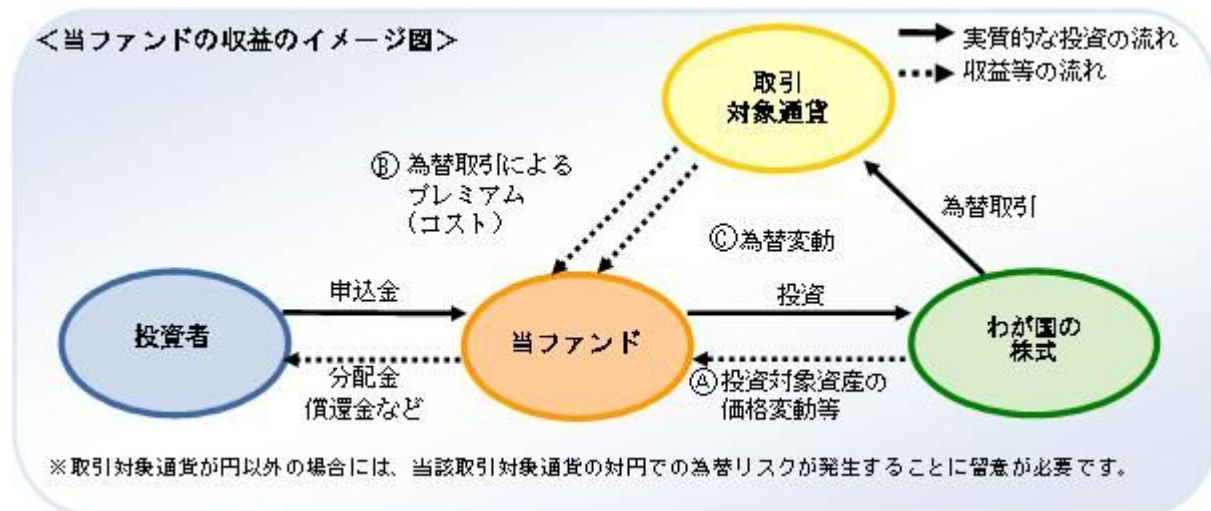 ＜当ファンドの収益のイメージ図＞
実質的な投資の流れ
収益等の流れ
取引
対象通貨
Ⓑ 為替取引による
プレミアム
（コスト）
為替取引
Ⓒ為替変動
申込金
投資
投資者
当ファンド
わが国の
株式
分配金
償還金など
Ⓐ投資対象資産の
価格変動等
※取引対象通貨が円以外の場合には、当該取引対象通貨の対円での為替リスクが発生することに留意が必要です。